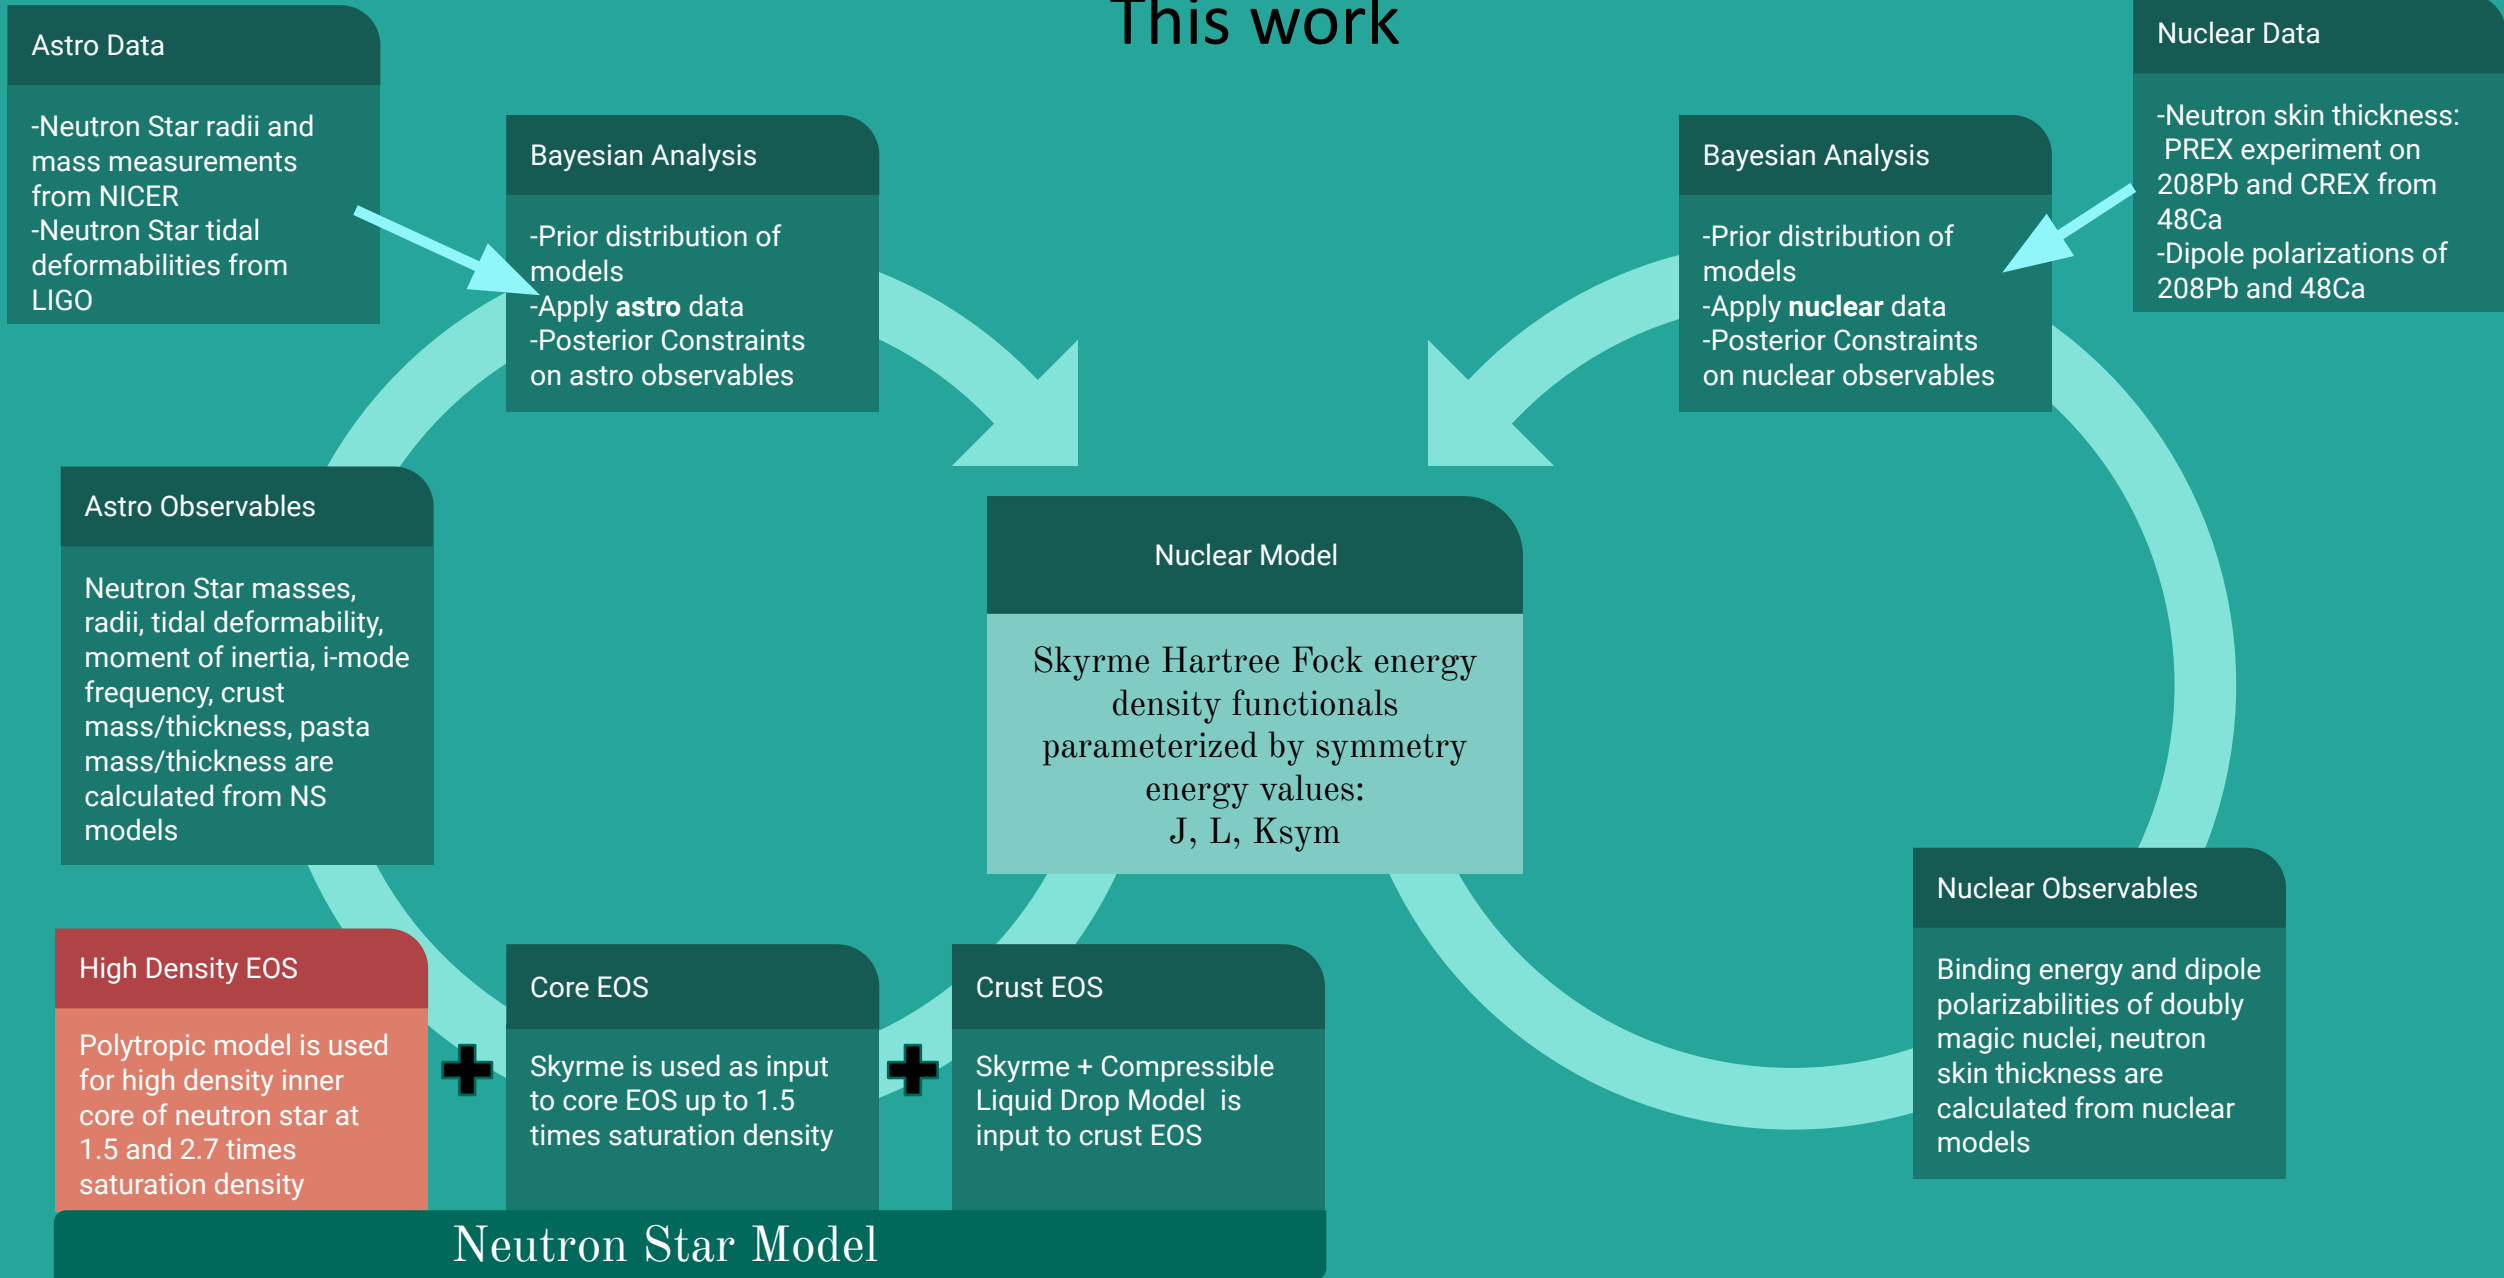 This work
Astro Data
-Neutron Star radii and
mass measurements
from NICER
-Neutron Star tidal
deformabilities from
LIGO
Bayesian Analysis
-Prior distribution of
models
-Apply astro data
-Posterior Constraints
on astro observables
Bayesian Analysis
-Prior distribution of
models
-Apply nuclear data
-Posterior Constraints
on nuclear observables
Nuclear Data
-Neutron skin thickness:
PREX experiment on
208Pb and CREX from
48Ca
-Dipole polarizations of
208Pb and 48Ca
Astro Observables
Neutron Star masses,
radii, tidal deformability,
moment of inertia, i-mode
frequency, crust
mass/thickness, pasta
mass/thickness are
calculated from NS
models
Nuclear Model
Skyrme Hartree Fock energy
density functionals
parameterized by symmetry
energy values:
J, L, Ksym
Nuclear Observables
Binding energy and dipole
polarizabilities of doubly
magic nuclei, neutron
skin thickness are
calculated from nuclear
models
High Density EOS
Polytropic model is used
for high density inner
core of neutron star at
1.5 and 2.7 times
saturation density
Core EOS
Skyrme is used as input
to core EOS up to 1.5
times saturation density
Crust EOS
Skyrme + Compressible
Liquid Drop Model is
input to crust EOS
Neutron Star Model